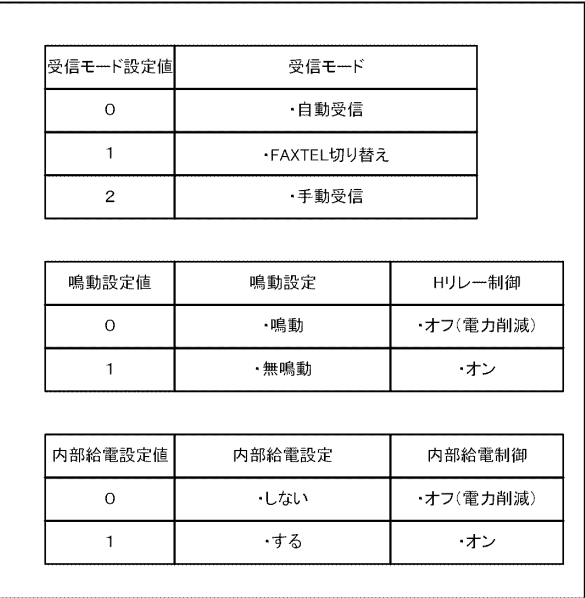 受信モード設定値 受信モード
0 ・自動受信
1 ・FAXTEL切り替え
2 ・手動受信
鳴動設定値 鳴動設定 Hリレー制御
0 ・鳴動 ・オフ(電力削減)
1 ・無鳴動 ・オン
内部給電設定値 内部給電設定 内部給電制御
0 ・しない ・オフ(電力削減)
1 ・する ・オン